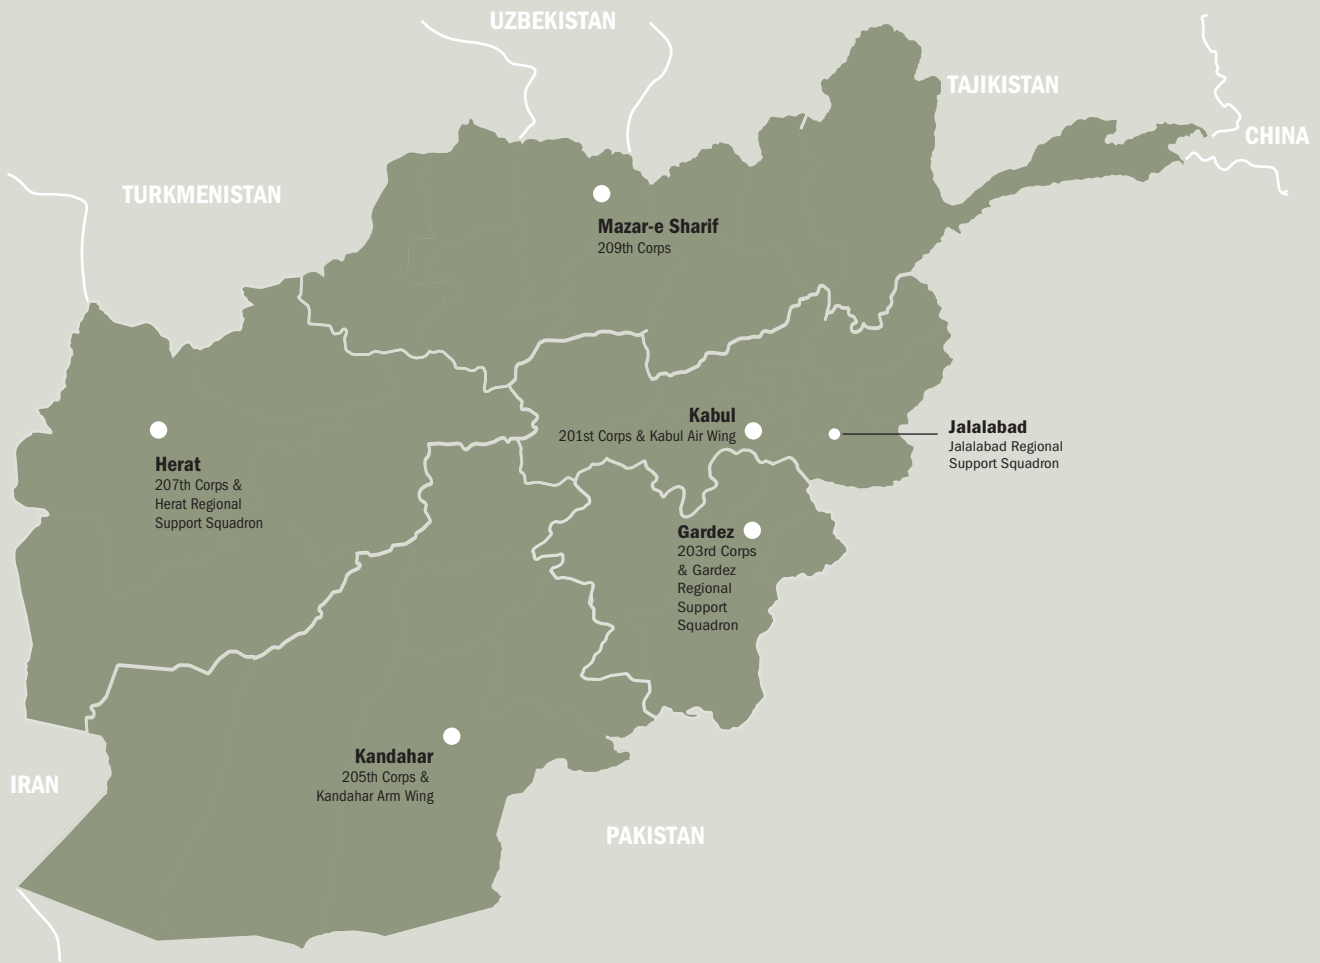 UZBEKISTAN
TAJIKISTAN
CHINA
TURKMENISTAN
Mazar-e Sharif
209th Corps
Kabul
201st Corps & Kabul Air Wing
Jalalabad
Jalalabad Regional
Support Squadron
Herat
207th Corps &
Herat Regional
Support Squadron
Gardez
203rd Corps
& Gardez
Regional
Support
Squadron
Kandahar
205th Corps &
Kandahar Arm Wing
IRAN
PAKISTAN